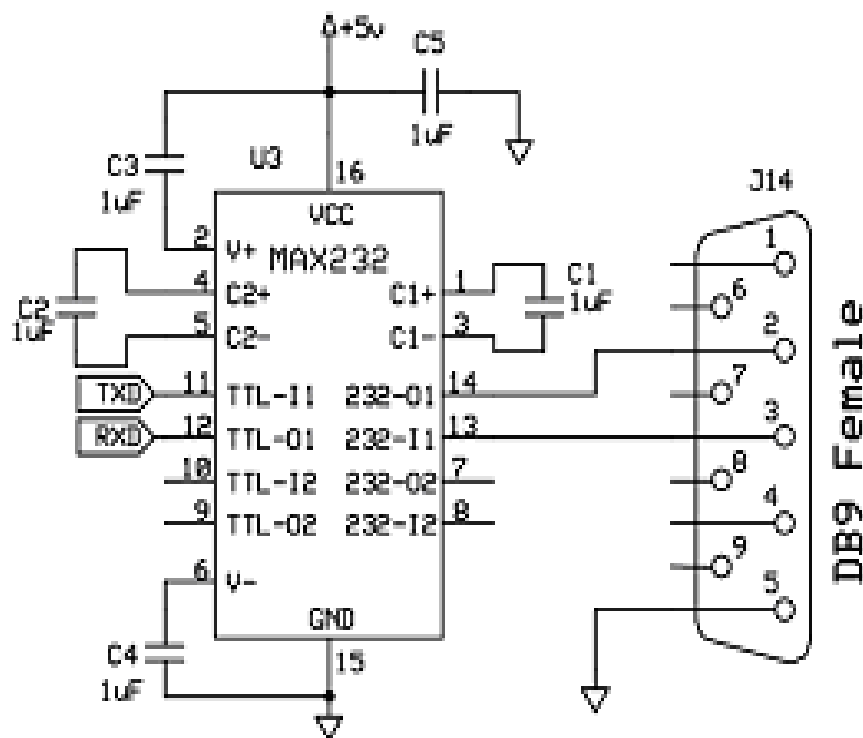 +5v
C5
1uF
C3
1uF
U3
16
VCC
J14
2
V+
MAX232
4
C2+
C1+
1
C1
1uF
C2
1uF
5
C2-
C1-
3
TXD
11
TTL-I1
232-O1
14
RXD
12
TTL-O1
232-I1
13
10
TTL-I2
232-O2
7
9
TTL-O2
232-I2
8
6
V-
GND
C4
1uF
15
1
6
2
7
3
8
4
9
5
DB9 Female